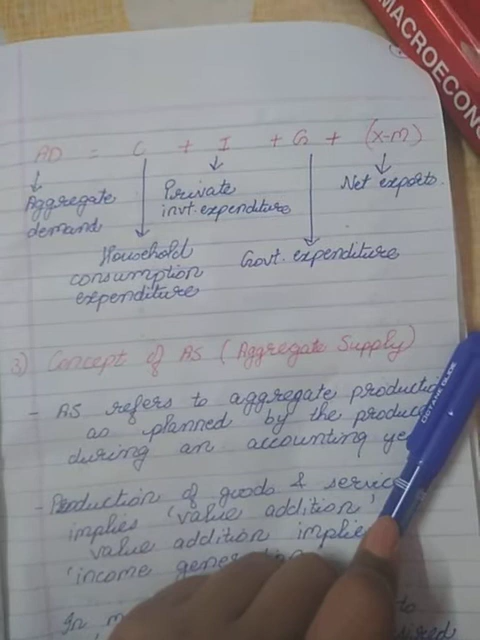 MACROECON
AD = C + I + G + (X-M)
Aggregate demand
Private invt. expenditure
Net exports.
Household consumption expenditure
Govt. expenditure
3) Concept of AS (Aggregate Supply)
- AS refers to aggregate
as planned by the
during an accounting
- Production of goods &
implies 'value addition'
value addition
'income
In
to